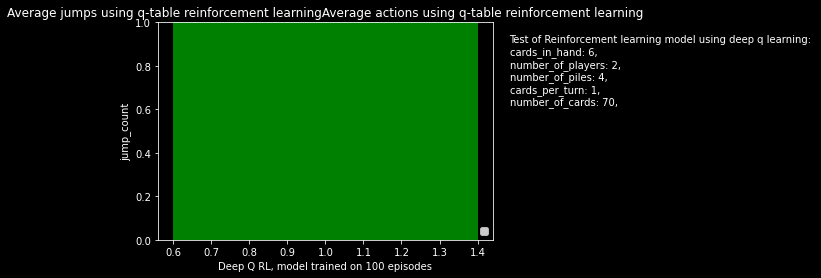 Average jumps using q-table reinforcement learningAverage actions using q-table reinforcement learning
Test of Reinforcement learning model using deep q learning:
cards_in_hand: 6,
number_of_players: 2,
number_of_piles: 4,
cards_per_turn: 1,
number_of_cards: 70,
1.0
0.8
0.6
0.4
0.2
0.0
jump_count
0.6 0.7 0.8 0.9 1.0 1.1 1.2 1.3 1.4
Deep Q RL, model trained on 100 episodes